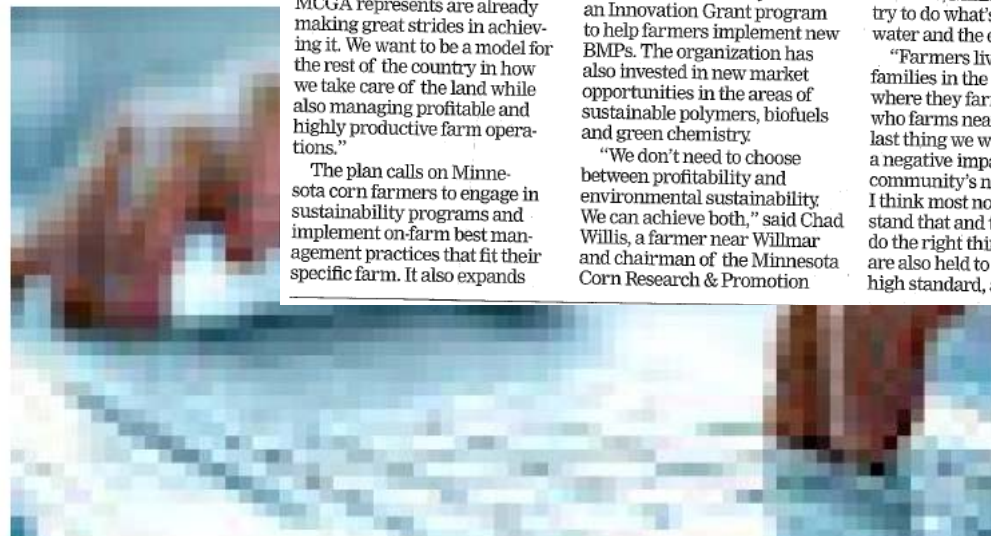 MCGA represents are already
making great strides in achiev-
ing it. We want to be a model for
the rest of the country in how
we take care of the land while
also managing profitable and
highly productive farm opera-
tions.”
The plan calls on Minne-
sota corn farmers to engage in
sustainability programs and
implement on-farm best man-
agement practices that fit their
specific farm. It also expands
an Innovation Grant program
to help farmers implement new
BMPs. The organization has
also invested in new market
opportunities in the areas of
sustainable polymers, biofuels
and green chemistry.
“We don’t need to choose
between profitability and
environmental sustainability.
We can achieve both,” said Chad
Willis, a farmer near Willmar
and chairman of the Minnesota
Corn Research & Promotion
try to do what’s
water and the
“Farmers
families in the
where they
who farms
last thing we
a negative
community’s
I think most
stand that and
do the right
are also held to
high standard,